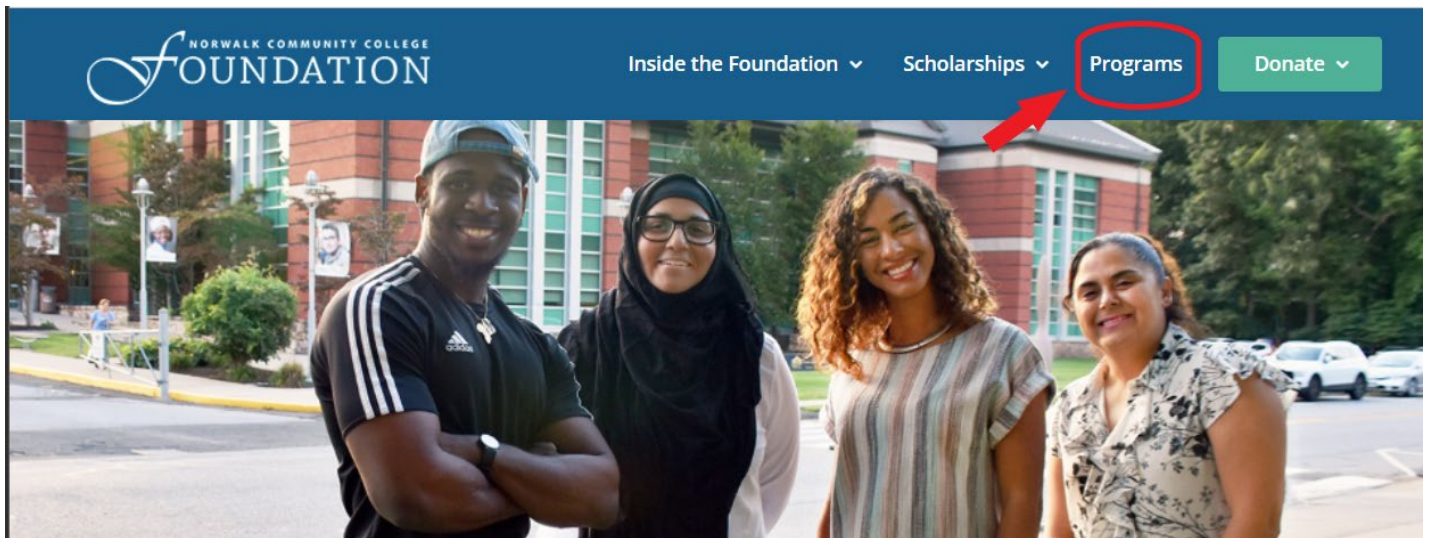 NORWALK COMMUNITY COLLEGE
FOUNDATION
Inside the Foundation
Scholarships
Programs
Donate
adidas